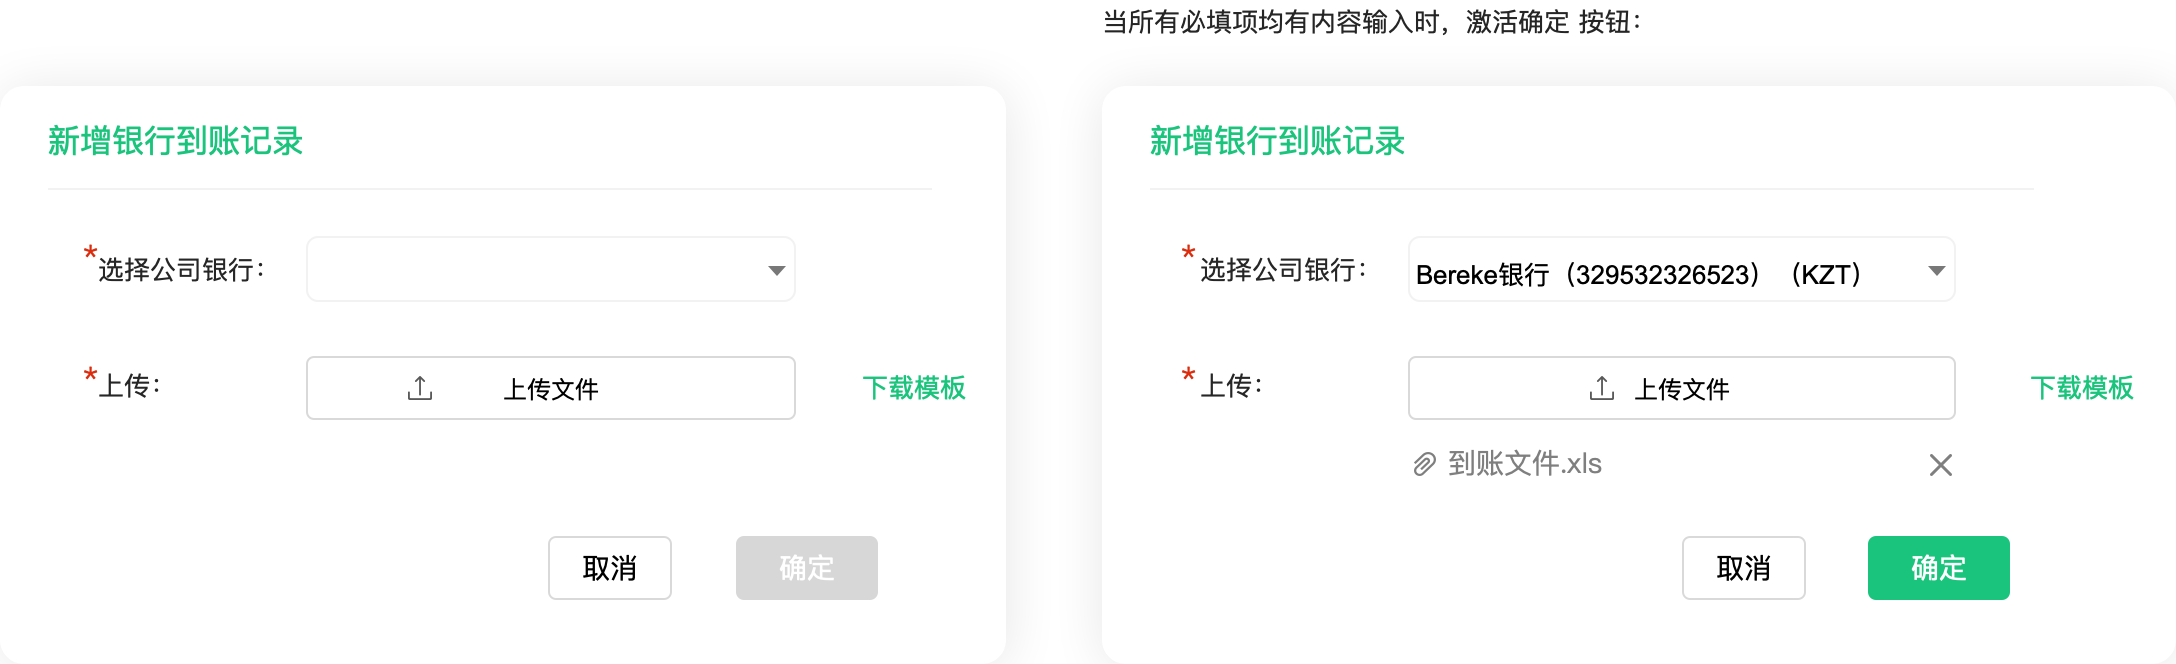 当所有必填项均有内容输入时，激活确定 按钮：
新增银行到账记录
*选择公司银行：
*上传：
上传文件
下载模板
取消
确定
新增银行到账记录
*选择公司银行：
Bereke银行（329532326523）（KZT）
*上传：
上传文件
下载模板
到账文件.xls
取消
确定